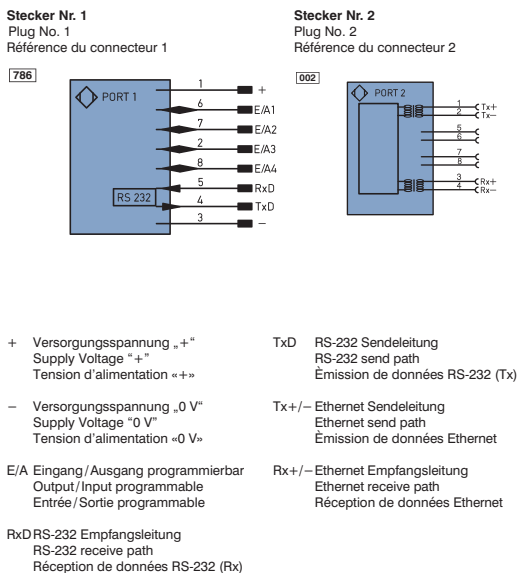 Stecker Nr. 1
Plug No. 1
Référence du connecteur 1
786
PORT 1
RS 232
1 +
6 E/A1
7 E/A2
2 E/A3
8 E/A4
5 RxD
4 TxD
3 −
Stecker Nr. 2
Plug No. 2
Référence du connecteur 2
002
PORT 2
1 Tx+
2 Tx−
5
6
7
8
3 Rx+
4 Rx−
+ Versorgungsspannung „+“
Supply Voltage “+”
Tension d’alimentation «+»
− Versorgungsspannung „0 V“
Supply Voltage “0 V”
Tension d’alimentation «0 V»
E/A Eingang/Ausgang programmierbar
Output/Input programmable
Entrée/Sortie programmable
RxD RS-232 Empfangsleitung
RS-232 receive path
Réception de données RS-232 (Rx)
TxD RS-232 Sendeleitung
RS-232 send path
Èmission de données RS-232 (Tx)
Tx+/− Ethernet Sendeleitung
Ethernet send path
Èmission de données Ethernet
Rx+/− Ethernet Empfangsleitung
Ethernet receive path
Réception de données Ethernet